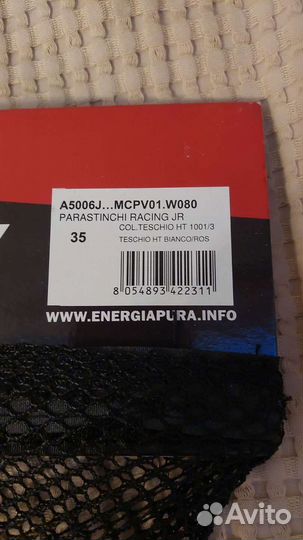 A5006J...MCPV01.W080
PARASTINCHI RACING JR
COL.TESCHIO HT 1001/3
35
TESCHIO HT BIANCO/ROS
8 054893 422311
WWW.ENERGIAPURA.INFO
Avito